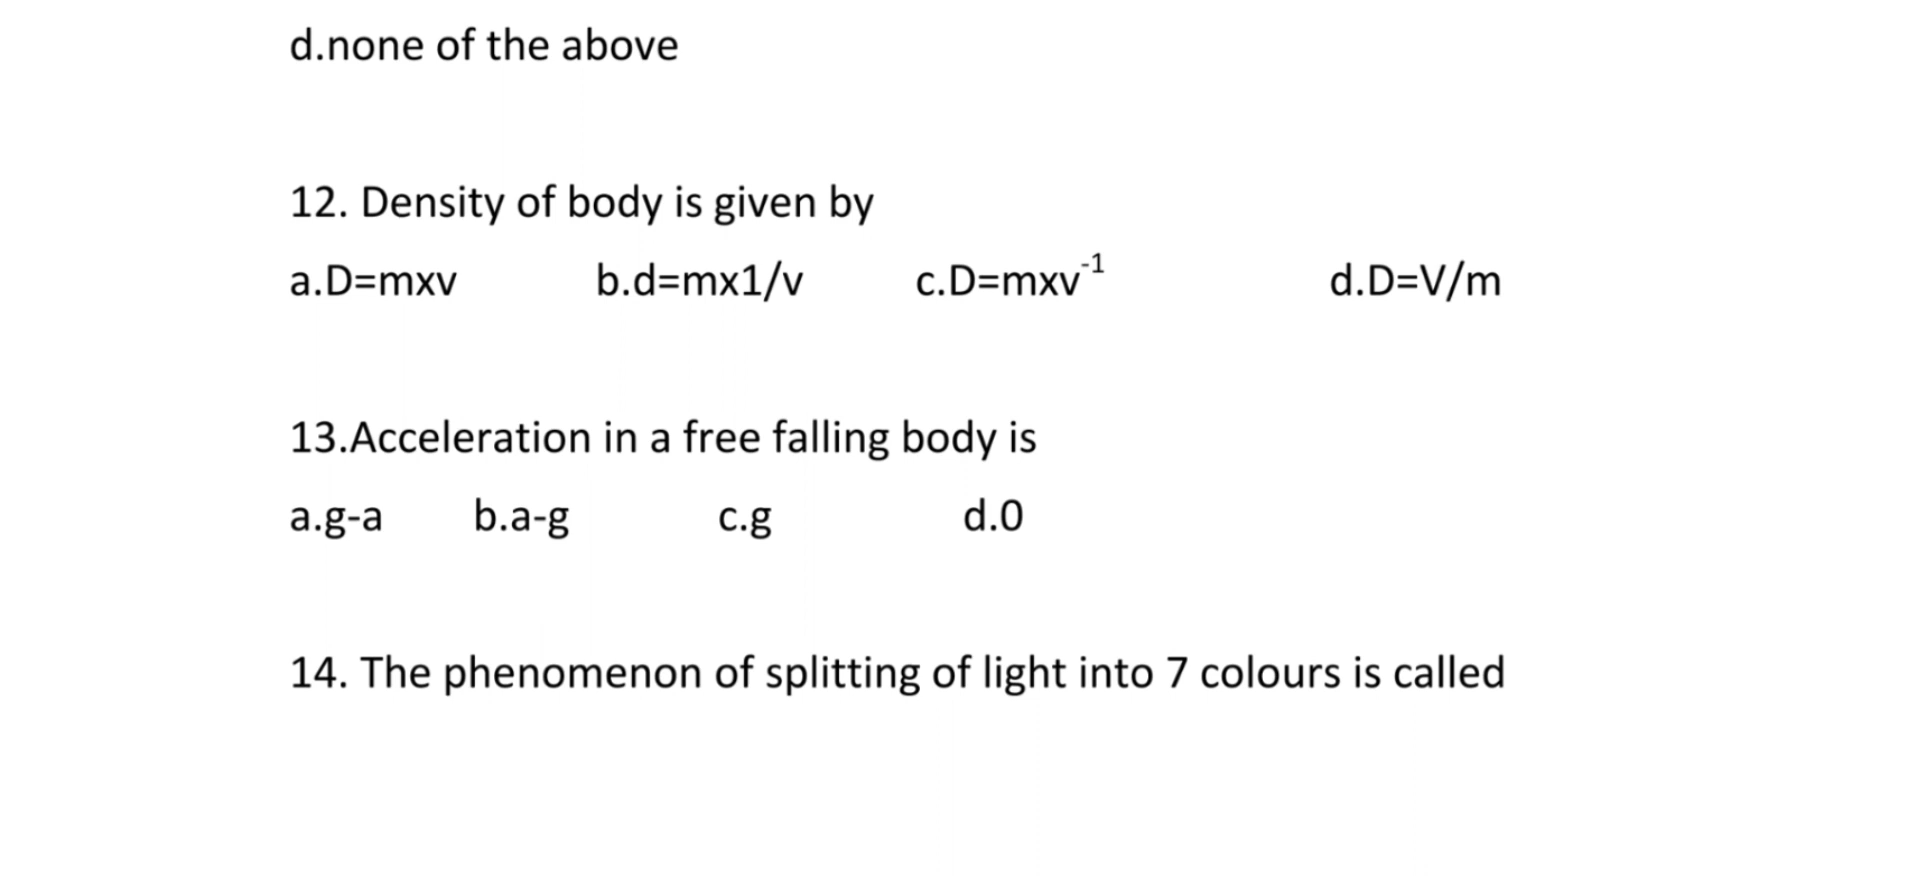 d.none of the above
12. Density of body is given by
a.D=mxv b.d=mx1/v c.D=mxv⁻¹ d.D=V/m
13.Acceleration in a free falling body is
a.g-a b.a-g c.g d.0
14. The phenomenon of splitting of light into 7 colours is called